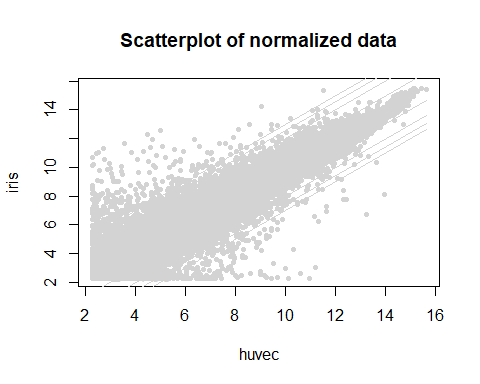 Scatterplot of normalized data
iris
2 4 6 8 10 14
2 4 6 8 10 12 14 16
huvec